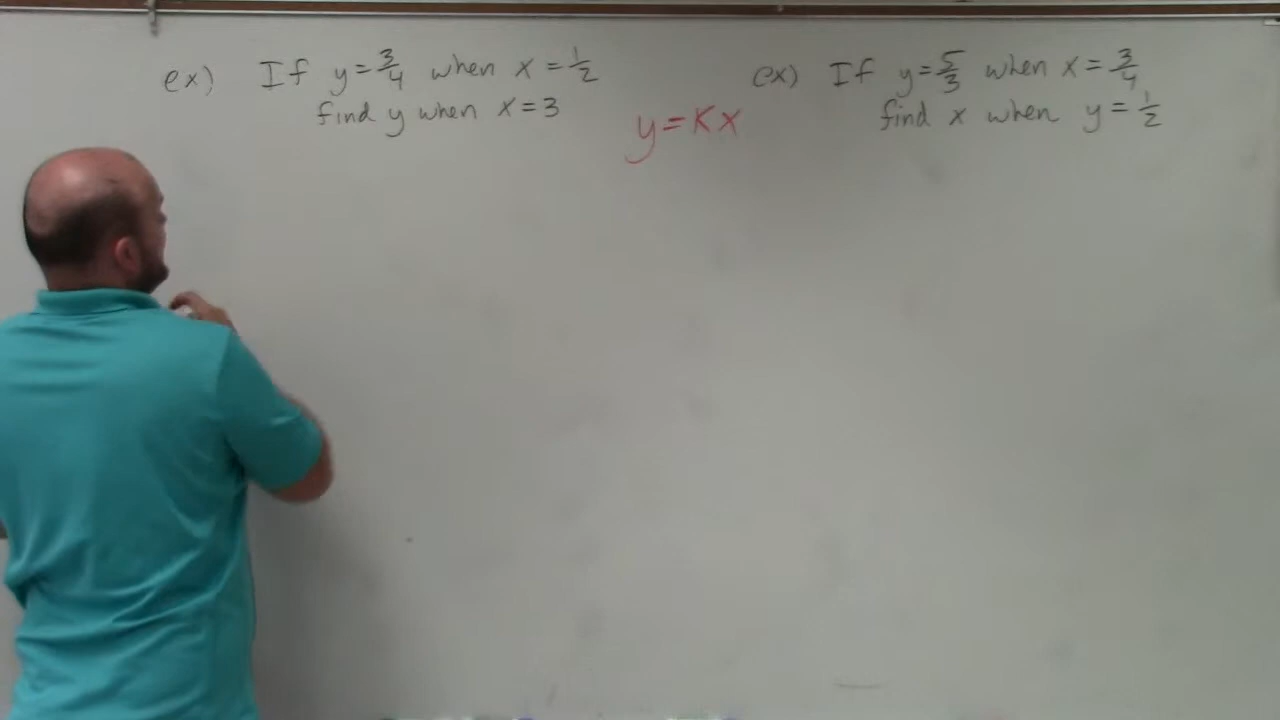 ex) If y = 3/4 when x = 1/2
find y when x = 3
y = Kx
ex) If y = 5/3 when x = 3/4
find x when y = 1/2